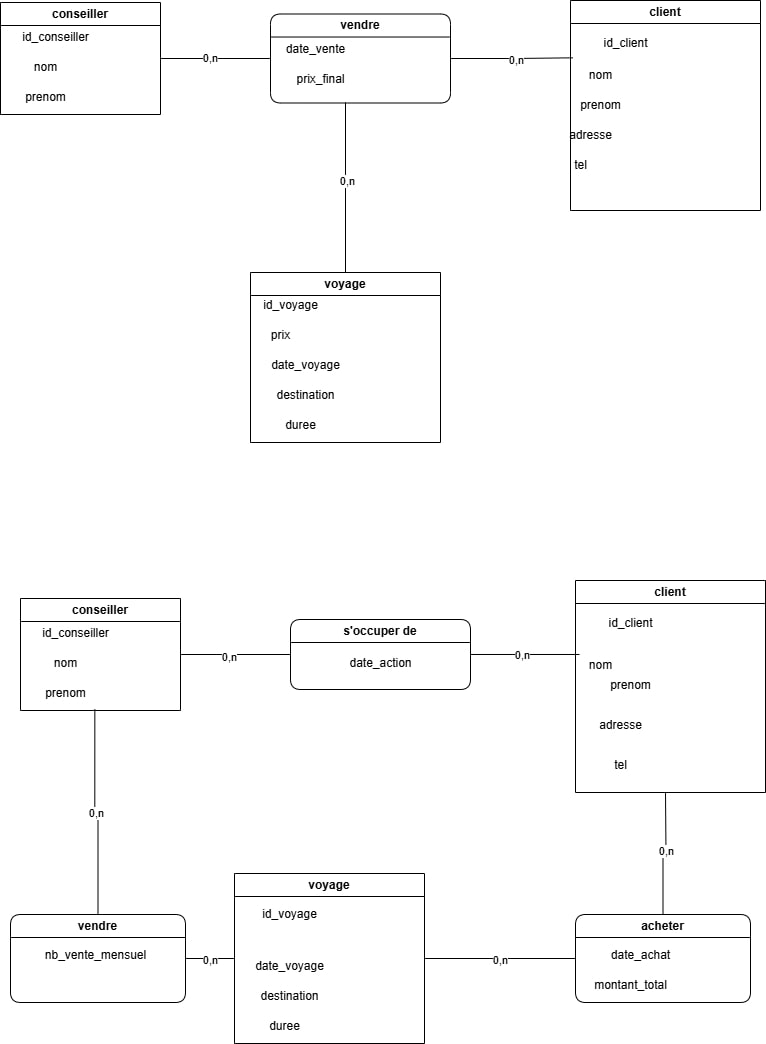 conseiller
id_conseiller
nom
prenom
0,n
vendre
date_vente
prix_final
0,n
client
id_client
nom
prenom
adresse
tel
0,n
voyage
id_voyage
prix
date_voyage
destination
duree
conseiller
id_conseiller
nom
prenom
0,n
s'occuper de
date_action
0,n
client
id_client
nom
prenom
adresse
tel
0,n
0,n
vendre
nb_vente_mensuel
0,n
voyage
id_voyage
date_voyage
destination
duree
0,n
acheter
date_achat
montant_total